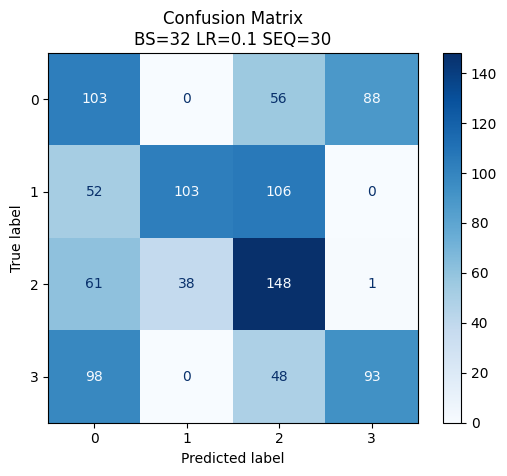 Confusion Matrix
BS=32 LR=0.1 SEQ=30
0 103 0 56 88
1 52 103 106 0
2 61 38 148 1
3 98 0 48 93
0 1 2 3
Predicted label
True label
140
120
100
80
60
40
20
0